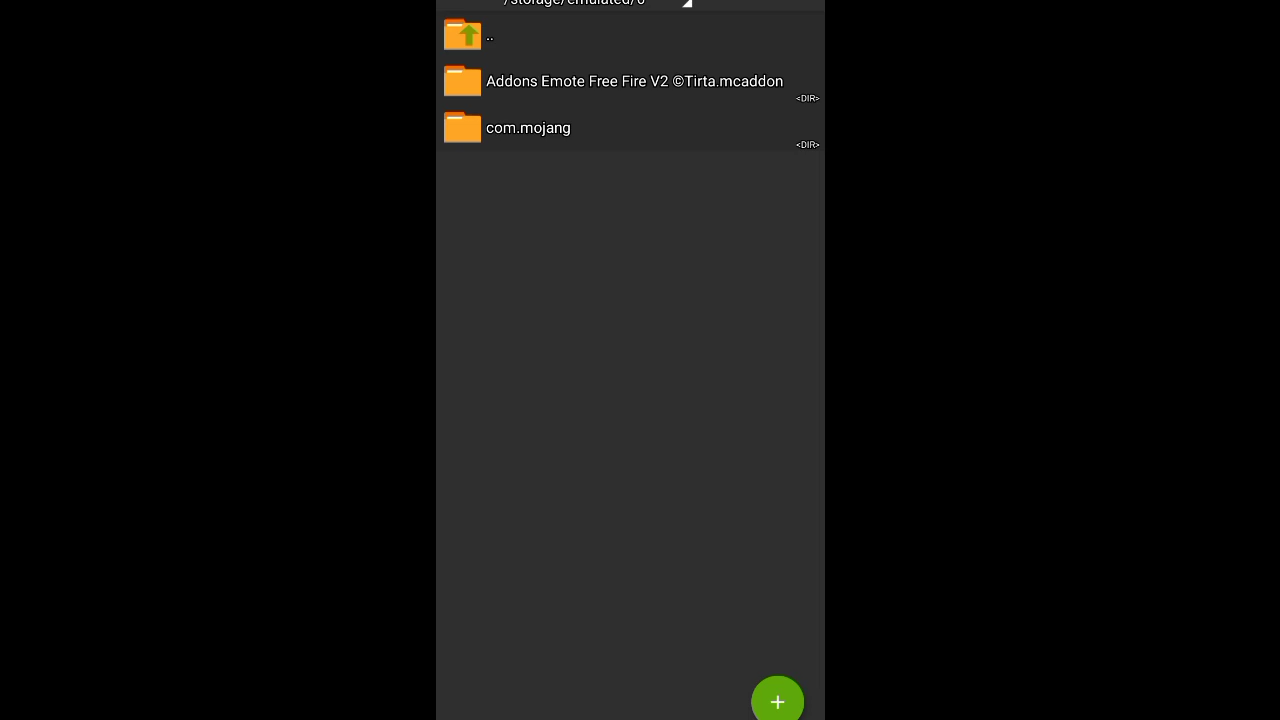 /storage/emulated/0
..
Addons Emote Free Fire V2 ©Tirta.mcaddon
<DIR>
com.mojang
<DIR>